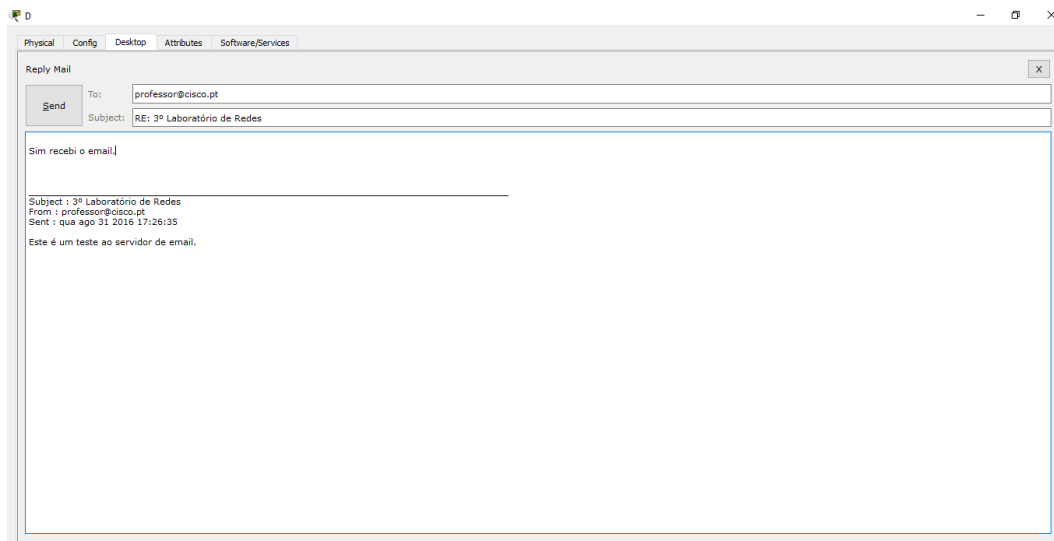 D
Physical Config Desktop Attributes Software/Services
Reply Mail
X
Send
To: professor@cisco.pt
Subject: RE: 3º Laboratório de Redes
Sim recebi o email.
Subject : 3º Laboratório de Redes
From : professor@cisco.pt
Sent : qua ago 31 2016 17:26:35
Este é um teste ao servidor de email.